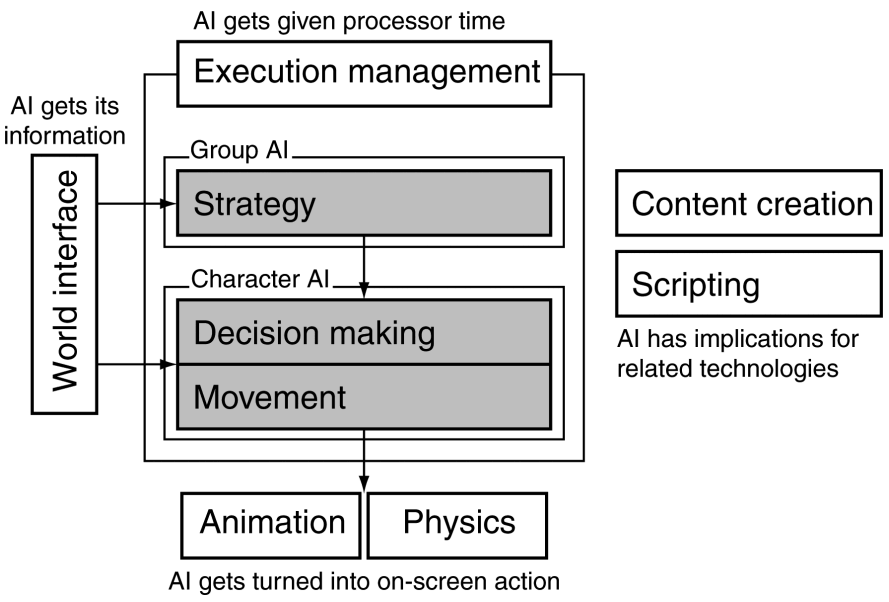 AI gets given processor time
Execution management
AI gets its
information
World interface
Group AI
Strategy
Character AI
Decision making
Movement
Animation
Physics
AI gets turned into on-screen action
Content creation
Scripting
AI has implications for
related technologies